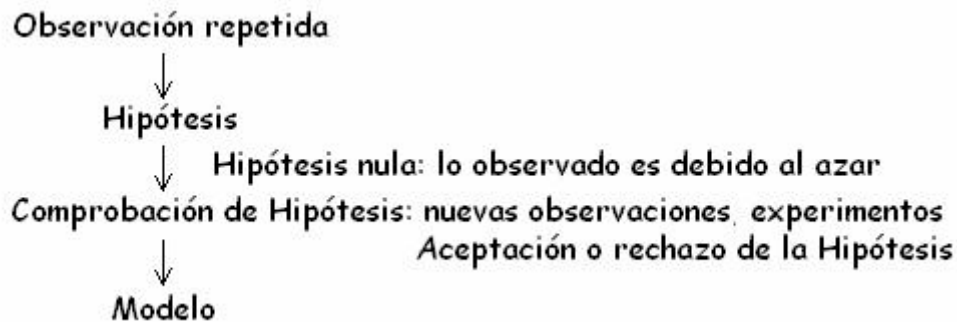 Observación repetida
Hipótesis
Hipótesis nula: lo observado es debido al azar
Comprobación de Hipótesis: nuevas observaciones, experimentos
Aceptación o rechazo de la Hipótesis
Modelo